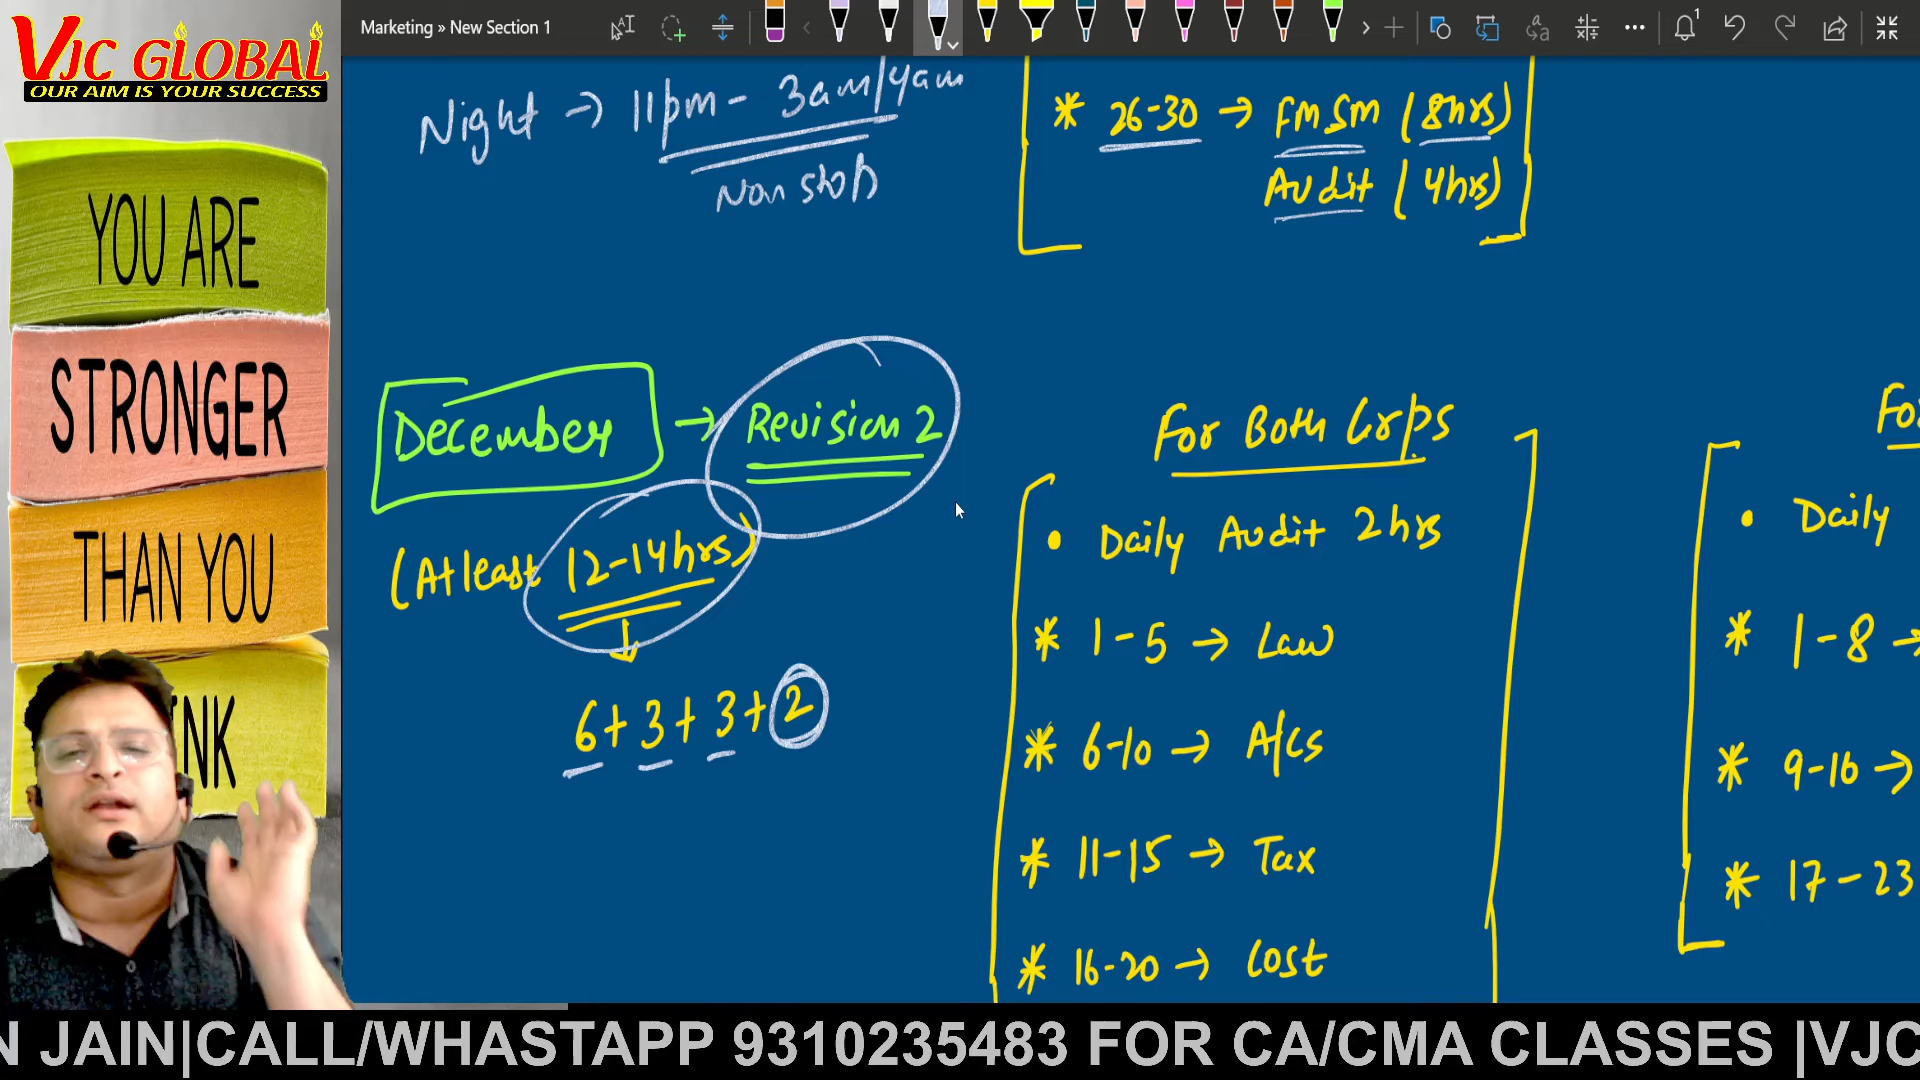 VJC GLOBAL
OUR AIM IS YOUR SUCCESS
Marketing » New Section 1
YOU ARE
STRONGER
THAN YOU
NK
Night → 11pm - 3am/4am
Non stop
* 26-30 → FM SM (8hrs)
Audit (4hrs)
December → Revision 2
(Atleast 12-14hrs)
6+3+3+2
For Both Grps
• Daily Audit 2hrs
* 1-5 → Law
* 6-10 → A/cs
* 11-15 → Tax
* 16-20 → Cost
Fo
• Daily
* 1-8 →
* 9-16 →
* 17-23
N JAIN|CALL/WHASTAPP 9310235483 FOR CA/CMA CLASSES |VJC